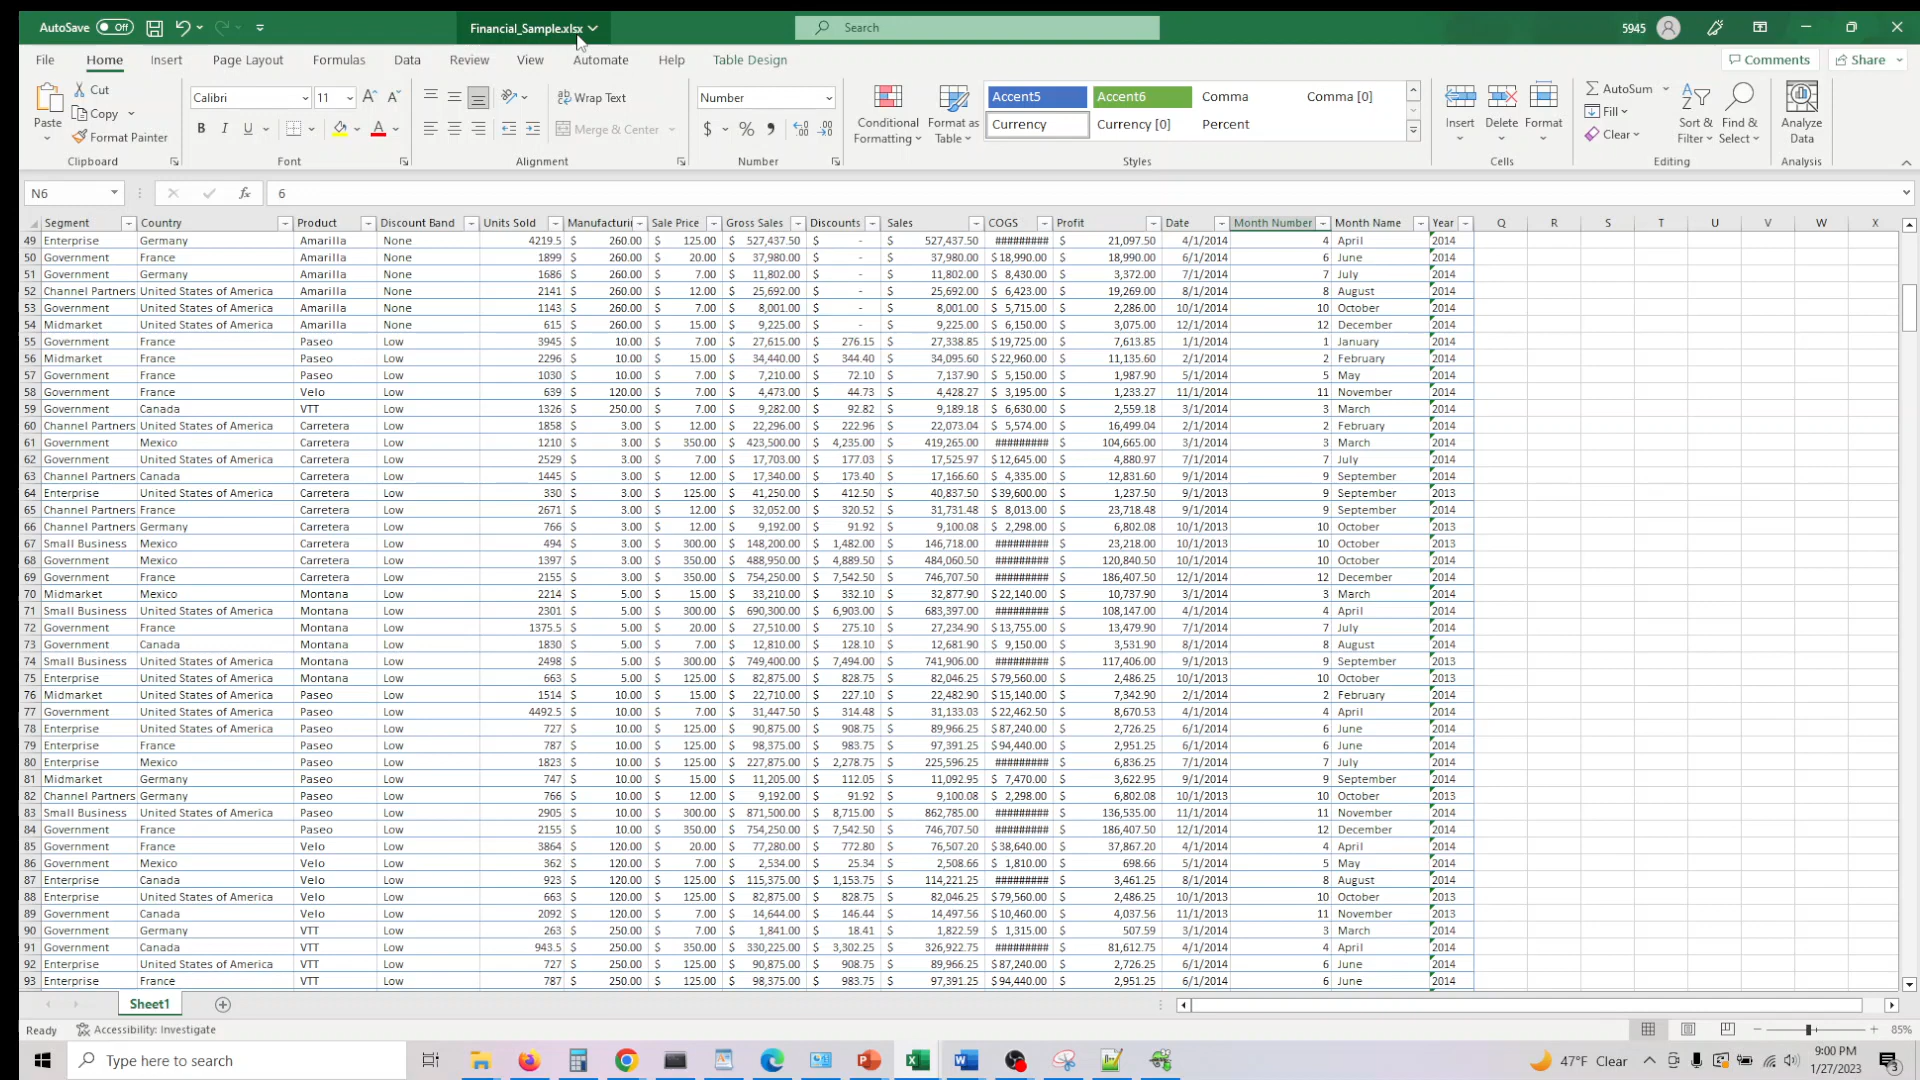 AutoSave Off Financial_Sample.xlsx Search 5945
File Home Insert Page Layout Formulas Data Review View Automate Help Table Design Comments Share
Paste Cut Copy Format Painter Clipboard
Calibri 11 B I U Font
Wrap Text Merge & Center Alignment
Number $ % Number
Conditional Formatting Format as Table
Accent5 Accent6 Comma Comma [0]
Currency Currency [0] Percent
Styles
Insert Delete Format Cells
AutoSum Fill Clear Sort & Filter Find & Select Editing
Analyze Data Analysis
N6 fx 6
Segment Country Product Discount Band Units Sold Manufacturin Sale Price Gross Sales Discounts Sales COGS Profit Date Month Number Month Name Year Q R S T U V W X
49 Enterprise Germany Amarilla None 4219.5 $ 260.00 $ 125.00 $ 527,437.50 $ - $ 527,437.50 ######### $ 21,097.50 4/1/2014 4 April 2014
50 Government France Amarilla None 1899 $ 260.00 $ 20.00 $ 37,980.00 $ - $ 37,980.00 $18,990.00 $ 18,990.00 6/1/2014 6 June 2014
51 Government Germany Amarilla None 1686 $ 260.00 $ 7.00 $ 11,802.00 $ - $ 11,802.00 $ 8,430.00 $ 3,372.00 7/1/2014 7 July 2014
52 Channel Partners United States of America Amarilla None 2141 $ 260.00 $ 12.00 $ 25,692.00 $ - $ 25,692.00 $ 6,423.00 $ 19,269.00 8/1/2014 8 August 2014
53 Government United States of America Amarilla None 1143 $ 260.00 $ 7.00 $ 8,001.00 $ - $ 8,001.00 $ 5,715.00 $ 2,286.00 10/1/2014 10 October 2014
54 Midmarket United States of America Amarilla None 615 $ 260.00 $ 15.00 $ 9,225.00 $ - $ 9,225.00 $ 6,150.00 $ 3,075.00 12/1/2014 12 December 2014
55 Government France Paseo Low 3945 $ 10.00 $ 7.00 $ 27,615.00 $ 276.15 $ 27,338.85 $19,725.00 $ 7,613.85 1/1/2014 1 January 2014
56 Midmarket France Paseo Low 2296 $ 10.00 $ 15.00 $ 34,440.00 $ 344.40 $ 34,095.60 $22,960.00 $ 11,135.60 2/1/2014 2 February 2014
57 Government France Paseo Low 1030 $ 10.00 $ 7.00 $ 7,210.00 $ 72.10 $ 7,137.90 $ 5,150.00 $ 1,987.90 5/1/2014 5 May 2014
58 Government France Velo Low 639 $ 120.00 $ 7.00 $ 4,473.00 $ 44.73 $ 4,428.27 $ 3,195.00 $ 1,233.27 11/1/2014 11 November 2014
59 Government Canada VTT Low 1326 $ 250.00 $ 7.00 $ 9,282.00 $ 92.82 $ 9,189.18 $ 6,630.00 $ 2,559.18 3/1/2014 3 March 2014
60 Channel Partners United States of America Carretera Low 1858 $ 3.00 $ 12.00 $ 22,296.00 $ 222.96 $ 22,073.04 $ 5,574.00 $ 16,499.04 2/1/2014 2 February 2014
61 Government Mexico Carretera Low 1210 $ 3.00 $ 350.00 $ 423,500.00 $ 4,235.00 $ 419,265.00 ######### $ 104,665.00 3/1/2014 3 March 2014
62 Government United States of America Carretera Low 2529 $ 3.00 $ 7.00 $ 17,703.00 $ 177.03 $ 17,525.97 $12,645.00 $ 4,880.97 7/1/2014 7 July 2014
63 Channel Partners Canada Carretera Low 1445 $ 3.00 $ 12.00 $ 17,340.00 $ 173.40 $ 17,166.60 $ 4,335.00 $ 12,831.60 9/1/2014 9 September 2014
64 Enterprise United States of America Carretera Low 330 $ 3.00 $ 125.00 $ 41,250.00 $ 412.50 $ 40,837.50 $39,600.00 $ 1,237.50 9/1/2013 9 September 2013
65 Channel Partners France Carretera Low 2671 $ 3.00 $ 12.00 $ 32,052.00 $ 320.52 $ 31,731.48 $ 8,013.00 $ 23,718.48 9/1/2014 9 September 2014
66 Channel Partners Germany Carretera Low 766 $ 3.00 $ 12.00 $ 9,192.00 $ 91.92 $ 9,100.08 $ 2,298.00 $ 6,802.08 10/1/2013 10 October 2013
67 Small Business Mexico Carretera Low 494 $ 3.00 $ 300.00 $ 148,200.00 $ 1,482.00 $ 146,718.00 ######### $ 23,218.00 10/1/2013 10 October 2013
68 Government Mexico Carretera Low 1397 $ 3.00 $ 350.00 $ 488,950.00 $ 4,889.50 $ 484,060.50 ######### $ 120,840.50 10/1/2014 10 October 2014
69 Government France Carretera Low 2155 $ 3.00 $ 350.00 $ 754,250.00 $ 7,542.50 $ 746,707.50 ######### $ 186,407.50 12/1/2014 12 December 2014
70 Midmarket Mexico Montana Low 2214 $ 5.00 $ 15.00 $ 33,210.00 $ 332.10 $ 32,877.90 $22,140.00 $ 10,737.90 3/1/2014 3 March 2014
71 Small Business United States of America Montana Low 2301 $ 5.00 $ 300.00 $ 690,300.00 $ 6,903.00 $ 683,397.00 ######### $ 108,147.00 4/1/2014 4 April 2014
72 Government France Montana Low 1375.5 $ 5.00 $ 20.00 $ 27,510.00 $ 275.10 $ 27,234.90 $13,755.00 $ 13,479.90 7/1/2014 7 July 2014
73 Government Canada Montana Low 1830 $ 5.00 $ 7.00 $ 12,810.00 $ 128.10 $ 12,681.90 $ 9,150.00 $ 3,531.90 8/1/2014 8 August 2014
74 Small Business United States of America Montana Low 2498 $ 5.00 $ 300.00 $ 749,400.00 $ 7,494.00 $ 741,906.00 ######### $ 117,406.00 9/1/2013 9 September 2013
75 Enterprise United States of America Montana Low 663 $ 5.00 $ 125.00 $ 82,875.00 $ 828.75 $ 82,046.25 $79,560.00 $ 2,486.25 10/1/2013 10 October 2013
76 Midmarket United States of America Paseo Low 1514 $ 10.00 $ 15.00 $ 22,710.00 $ 227.10 $ 22,482.90 $15,140.00 $ 7,342.90 2/1/2014 2 February 2014
77 Government United States of America Paseo Low 4492.5 $ 10.00 $ 7.00 $ 31,447.50 $ 314.48 $ 31,133.03 $22,462.50 $ 8,670.53 4/1/2014 4 April 2014
78 Enterprise United States of America Paseo Low 727 $ 10.00 $ 125.00 $ 90,875.00 $ 908.75 $ 89,966.25 $87,240.00 $ 2,726.25 6/1/2014 6 June 2014
79 Enterprise France Paseo Low 787 $ 10.00 $ 125.00 $ 98,375.00 $ 983.75 $ 97,391.25 $94,440.00 $ 2,951.25 6/1/2014 6 June 2014
80 Enterprise Mexico Paseo Low 1823 $ 10.00 $ 125.00 $ 227,875.00 $ 2,278.75 $ 225,596.25 ######### $ 6,836.25 7/1/2014 7 July 2014
81 Midmarket Germany Paseo Low 747 $ 10.00 $ 15.00 $ 11,205.00 $ 112.05 $ 11,092.95 $ 7,470.00 $ 3,622.95 9/1/2014 9 September 2014
82 Channel Partners Germany Paseo Low 766 $ 10.00 $ 12.00 $ 9,192.00 $ 91.92 $ 9,100.08 $ 2,298.00 $ 6,802.08 10/1/2013 10 October 2013
83 Small Business United States of America Paseo Low 2905 $ 10.00 $ 300.00 $ 871,500.00 $ 8,715.00 $ 862,785.00 ######### $ 136,535.00 11/1/2014 11 November 2014
84 Government France Paseo Low 2155 $ 10.00 $ 350.00 $ 754,250.00 $ 7,542.50 $ 746,707.50 ######### $ 186,407.50 12/1/2014 12 December 2014
85 Government France Velo Low 3864 $ 120.00 $ 20.00 $ 77,280.00 $ 772.80 $ 76,507.20 $38,640.00 $ 37,867.20 4/1/2014 4 April 2014
86 Government Mexico Velo Low 362 $ 120.00 $ 7.00 $ 2,534.00 $ 25.34 $ 2,508.66 $ 1,810.00 $ 698.66 5/1/2014 5 May 2014
87 Enterprise Canada Velo Low 923 $ 120.00 $ 125.00 $ 115,375.00 $ 1,153.75 $ 114,221.25 ######### $ 3,461.25 8/1/2014 8 August 2014
88 Enterprise United States of America Velo Low 663 $ 120.00 $ 125.00 $ 82,875.00 $ 828.75 $ 82,046.25 $79,560.00 $ 2,486.25 10/1/2013 10 October 2013
89 Government Canada Velo Low 2092 $ 120.00 $ 7.00 $ 14,644.00 $ 146.44 $ 14,497.56 $10,460.00 $ 4,037.56 11/1/2013 11 November 2013
90 Government Germany VTT Low 263 $ 250.00 $ 7.00 $ 1,841.00 $ 18.41 $ 1,822.59 $ 1,315.00 $ 507.59 3/1/2014 3 March 2014
91 Government Canada VTT Low 943.5 $ 250.00 $ 350.00 $ 330,225.00 $ 3,302.25 $ 326,922.75 ######### $ 81,612.75 4/1/2014 4 April 2014
92 Enterprise United States of America VTT Low 727 $ 250.00 $ 125.00 $ 90,875.00 $ 908.75 $ 89,966.25 $87,240.00 $ 2,726.25 6/1/2014 6 June 2014
93 Enterprise France VTT Low 787 $ 250.00 $ 125.00 $ 98,375.00 $ 983.75 $ 97,391.25 $94,440.00 $ 2,951.25 6/1/2014 6 June 2014
Sheet1
Ready Accessibility: Investigate 85%
Type here to search 47°F Clear 9:00 PM
1/27/2023 3